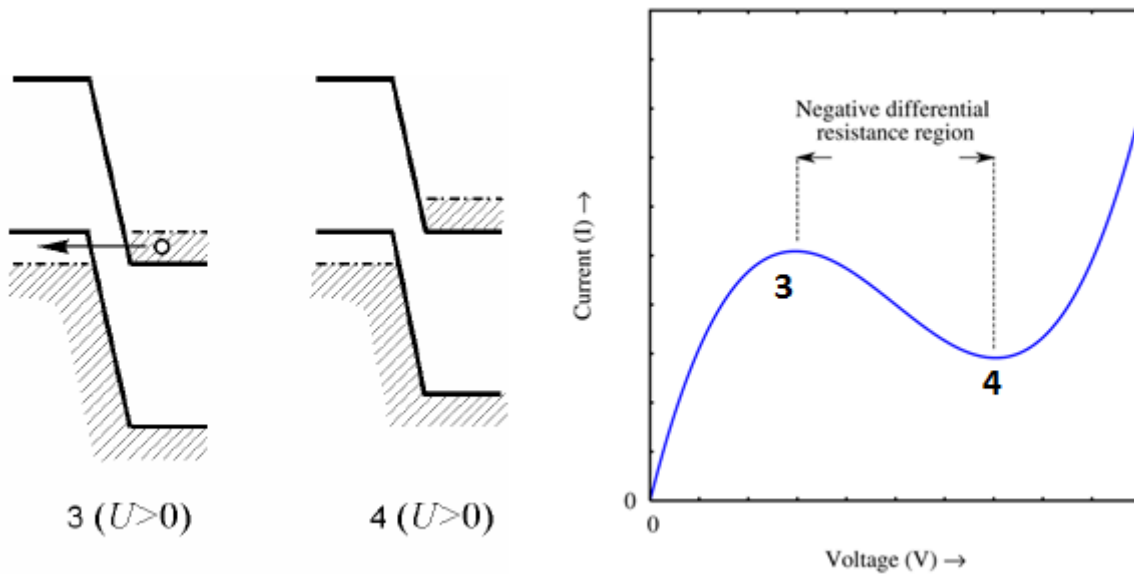 3 (U>0)
4 (U>0)
Negative differential
resistance region
3
4
Current (I) →
0
0
Voltage (V) →